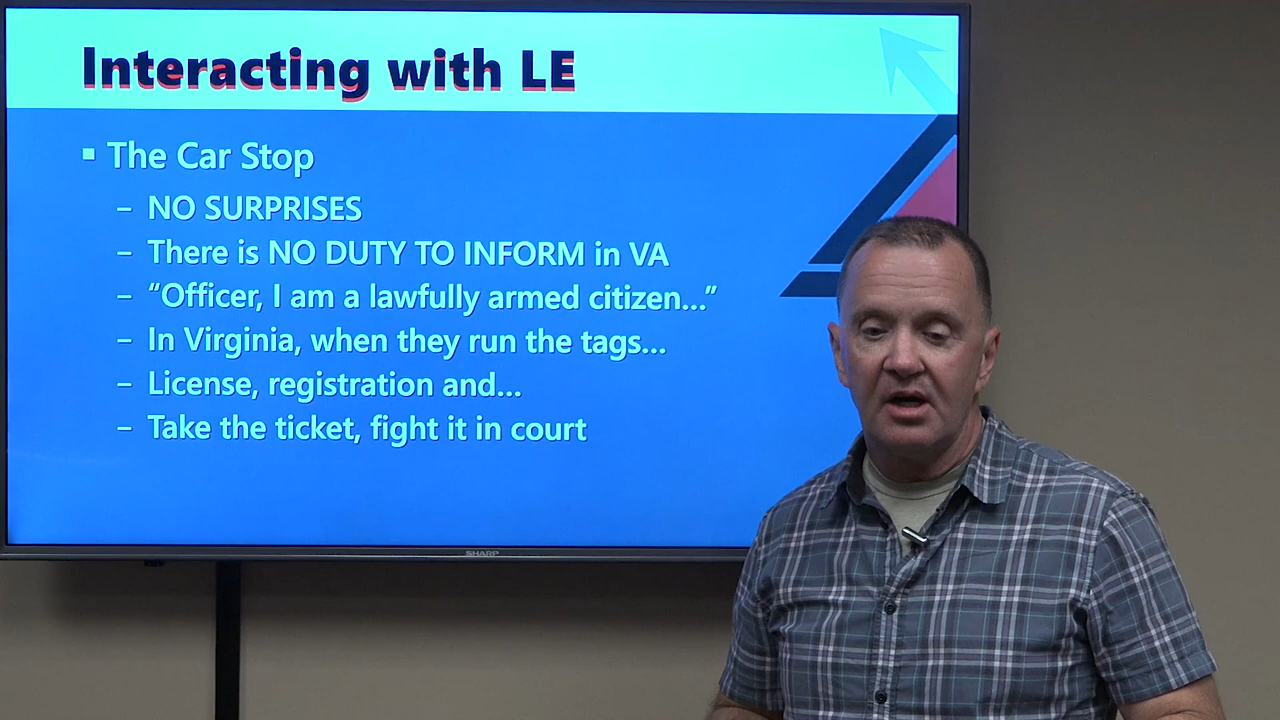 Interacting with LE
▪ The Car Stop
– NO SURPRISES
– There is NO DUTY TO INFORM in VA
– “Officer, I am a lawfully armed citizen...”
– In Virginia, when they run the tags...
– License, registration and...
– Take the ticket, fight it in court
SHARP